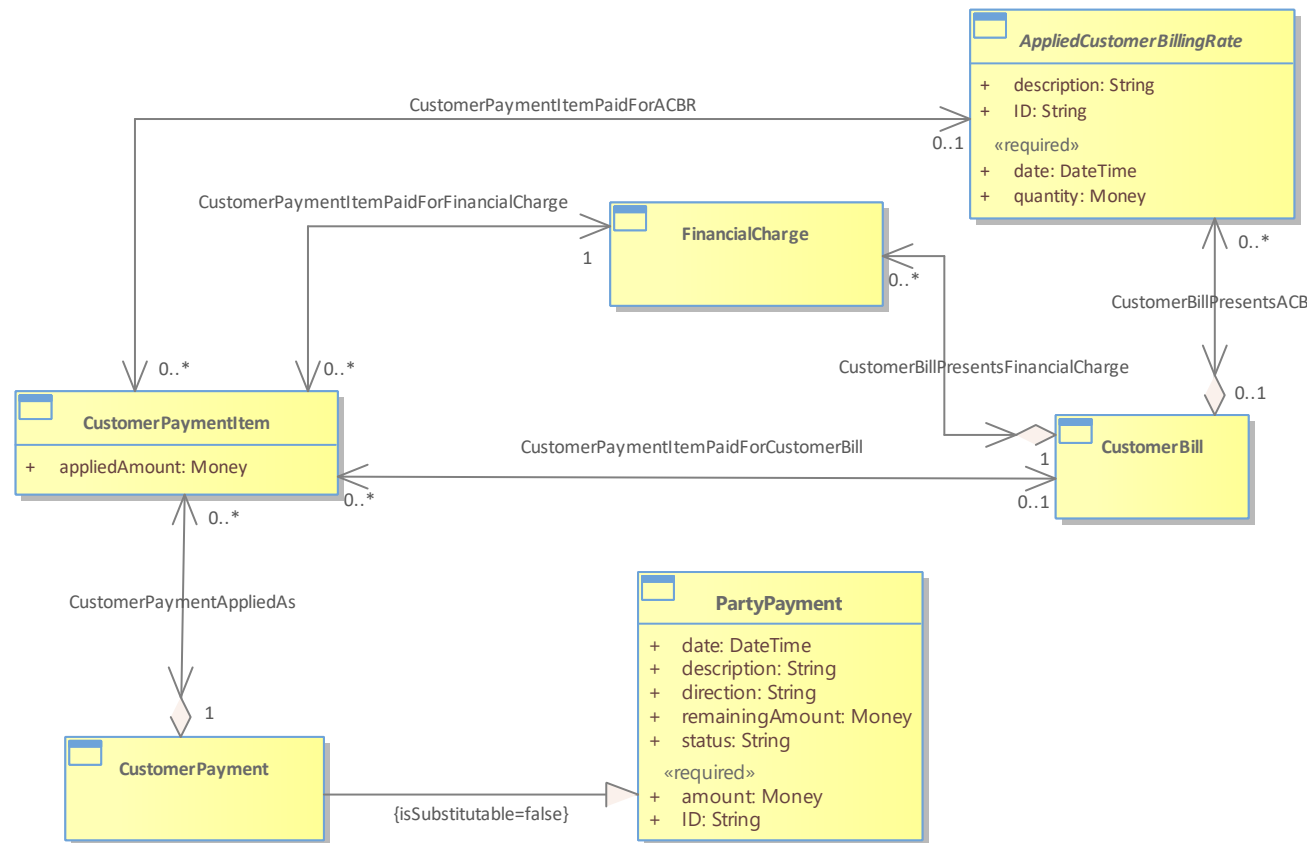 AppliedCustomerBillingRate
+ description: String
+ ID: String
«required»
+ date: DateTime
+ quantity: Money
CustomerPaymentItemPaidForACBR
0..1
CustomerPaymentItemPaidForFinancialCharge
FinancialCharge
1
0..*
0..*
CustomerBillPresentsACB
CustomerBillPresentsFinancialCharge
0..*
0..*
0..1
CustomerPaymentItem
+ appliedAmount: Money
CustomerPaymentItemPaidForCustomerBill
CustomerBill
1
0..*
0..1
0..*
CustomerPaymentAppliedAs
1
CustomerPayment
{isSubstitutable=false}
PartyPayment
+ date: DateTime
+ description: String
+ direction: String
+ remainingAmount: Money
+ status: String
«required»
+ amount: Money
+ ID: String